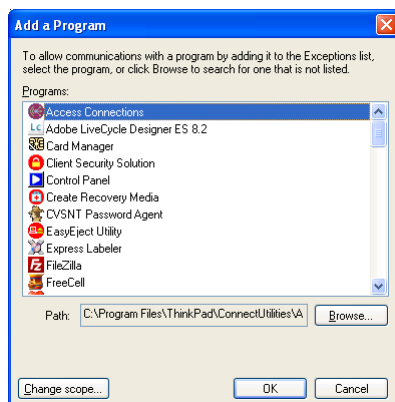 Add a Program
To allow communications with a program by adding it to the Exceptions list,
select the program, or click Browse to search for one that is not listed.
Programs:
Access Connections
LC Adobe LiveCycle Designer ES 8.2
Card Manager
Client Security Solution
Control Panel
Create Recovery Media
CVSNT Password Agent
EasyEject Utility
Express Labeler
FileZilla
FreeCell
Path: C:\Program Files\ThinkPad\ConnectUtilities\A Browse...
Change scope... OK Cancel